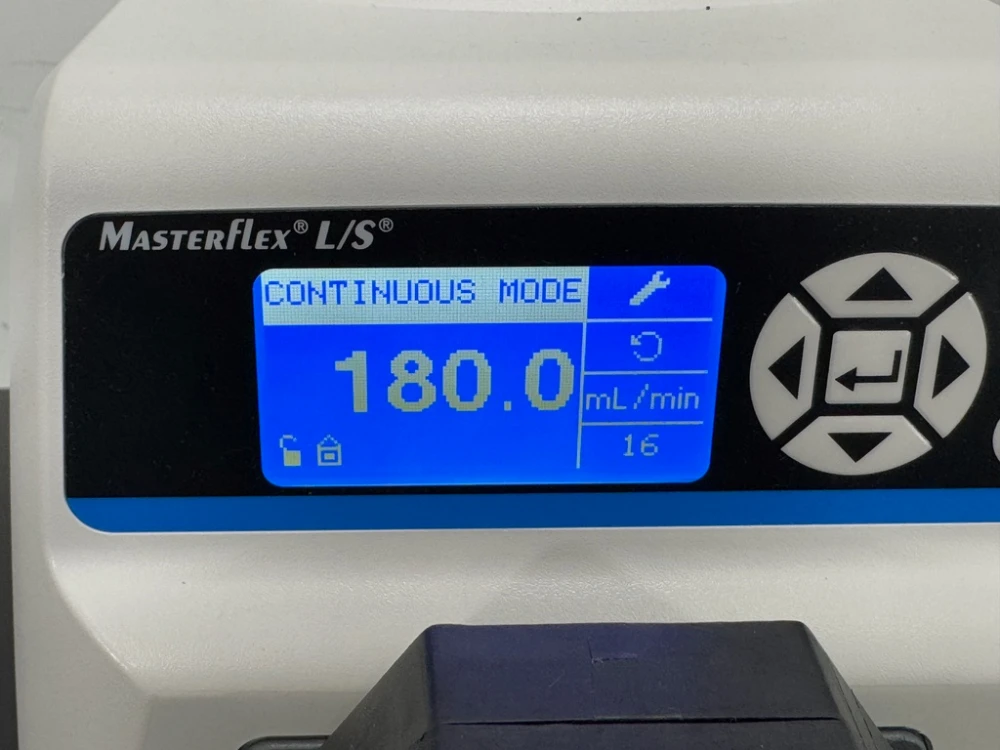 MASTERFLEX® L/S®
CONTINUOUS MODE
180.0
mL/min
16